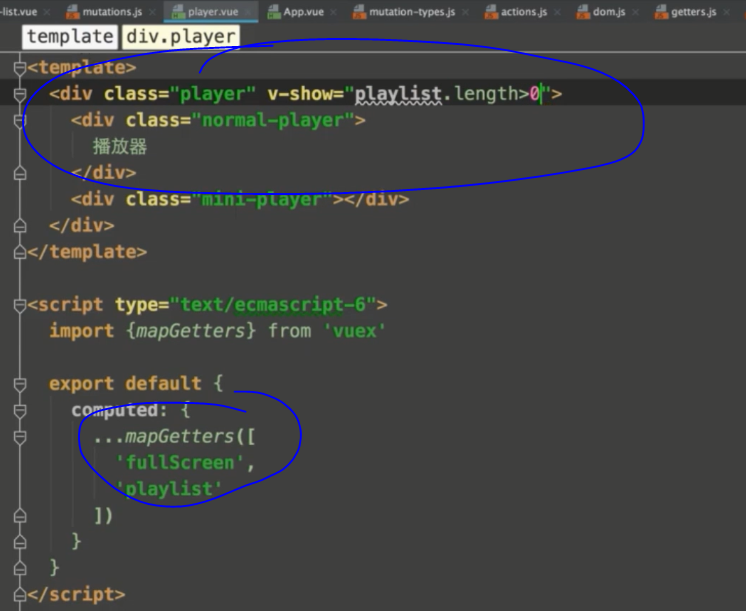 -list.vue mutations.js player.vue App.vue mutation-types.js actions.js dom.js getters.js
template div.player
<template>
<div class="player" v-show="playlist.length>0">
<div class="normal-player">
播放器
</div>
<div class="mini-player"></div>
</div>
</template>
<script type="text/ecmascript-6">
import {mapGetters} from 'vuex'
export default {
computed: {
...mapGetters([
'fullScreen',
'playlist'
])
}
}
</script>